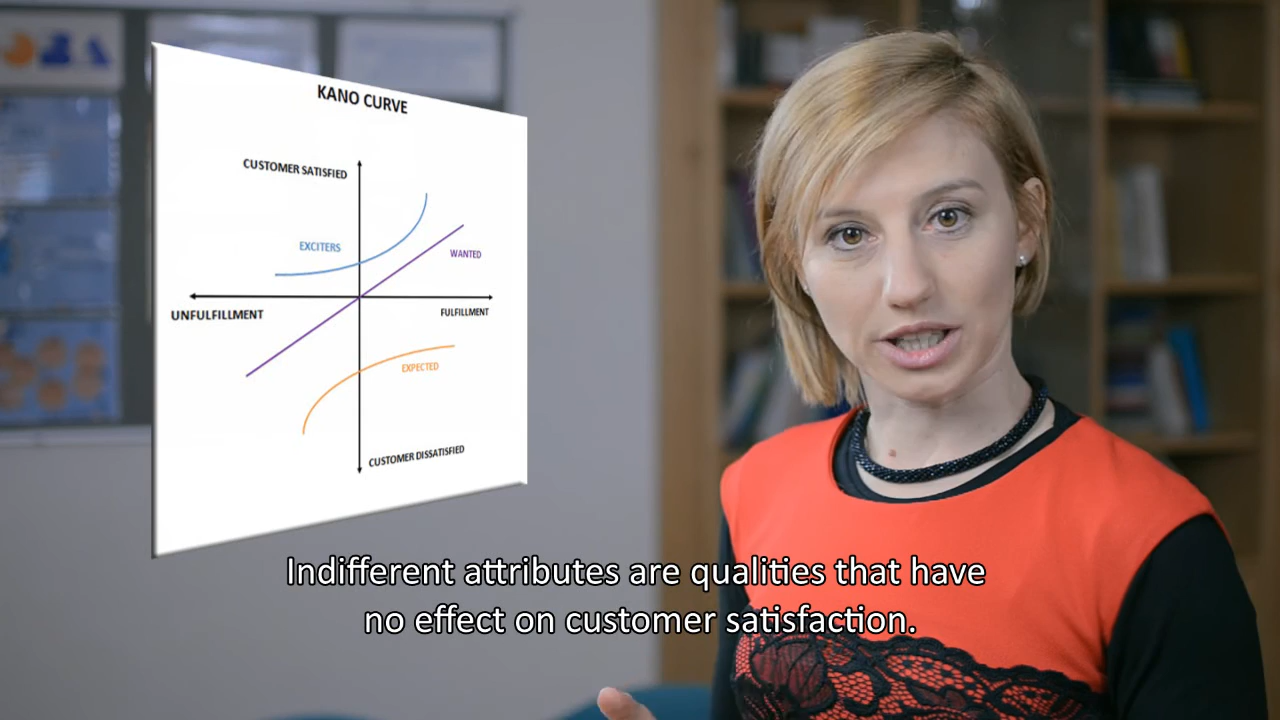 KANO CURVE
CUSTOMER SATISFIED
EXCITERS
WANTED
UNFULFILLMENT
FULFILLMENT
EXPECTED
CUSTOMER DISSATISFIED
Indifferent attributes are qualities that have
no effect on customer satisfaction.